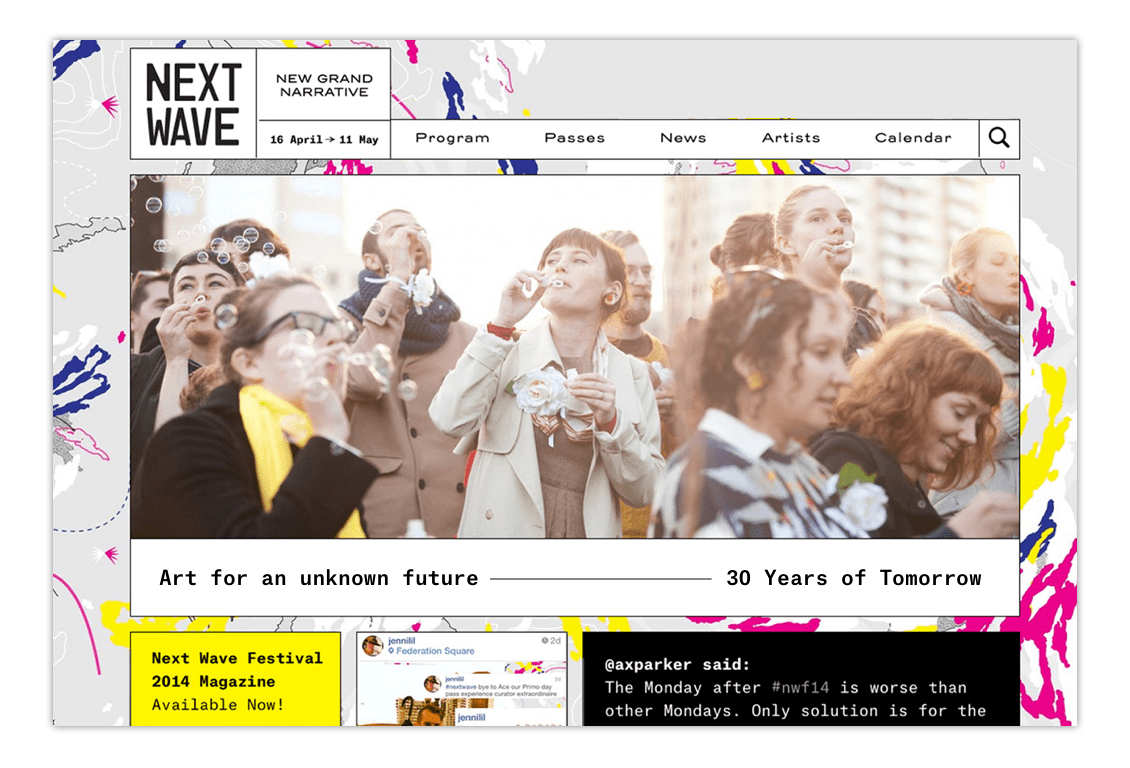 NEXT
WAVE
NEW GRAND
NARRATIVE
16 April → 11 May
Program
Passes
News
Artists
Calendar
Art for an unknown future
30 Years of Tomorrow
Next Wave Festival
2014 Magazine
Available Now!
jennilil
2d
Federation Square
jennilil
2d
#nextwave bye to Ace our Primo day
pass experience curator extraordinaire
jennilil
@axparker said:
The Monday after #nwf14 is worse than
other Mondays. Only solution is for the